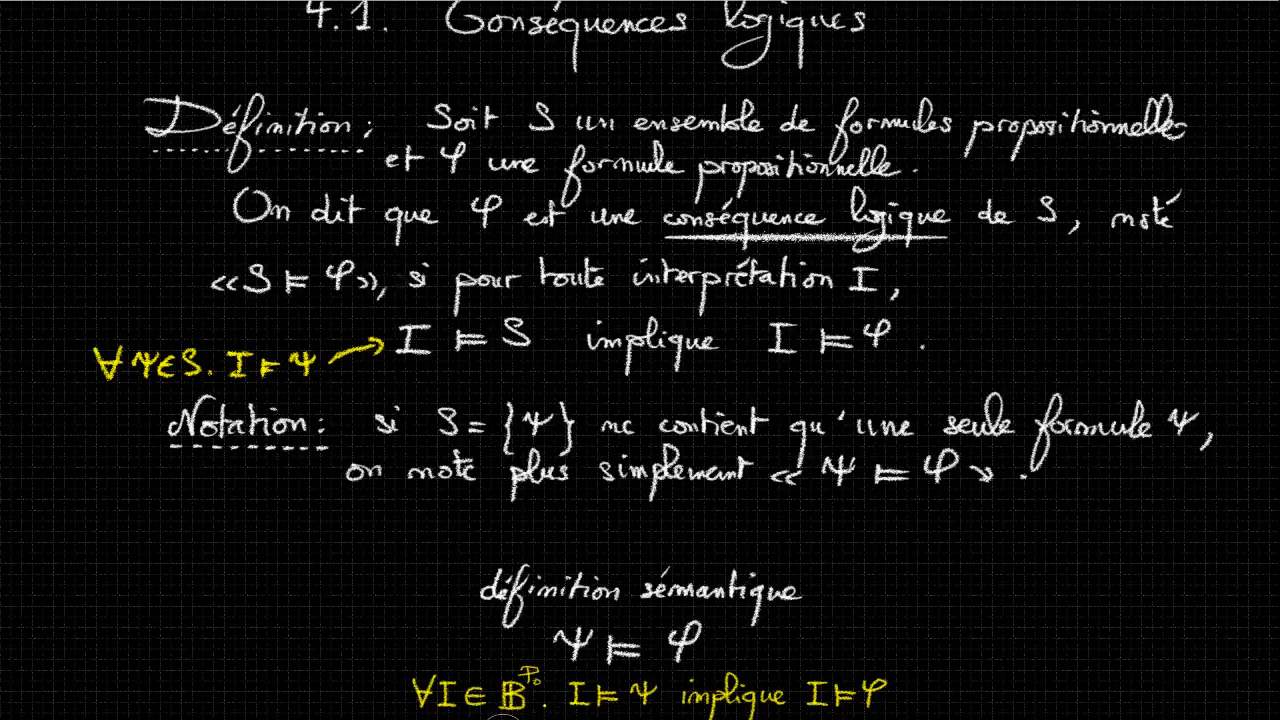 4.1. Conséquences logiques
Définition : Soit S un ensemble de formules propositionnelles
et φ une formule propositionnelle.
On dit que φ est une conséquence logique de S, noté
«S ⊨ φ», si pour toute interprétation I,
I ⊨ S implique I ⊨ φ.
∀ψ∈S. I ⊨ ψ
Notation : si S = {ψ} ne contient qu'une seule formule ψ,
on note plus simplement «ψ ⊨ φ».
définition sémantique
ψ ⊨ φ
∀I ∈ 𝔹^P₀. I ⊨ ψ implique I ⊨ φ